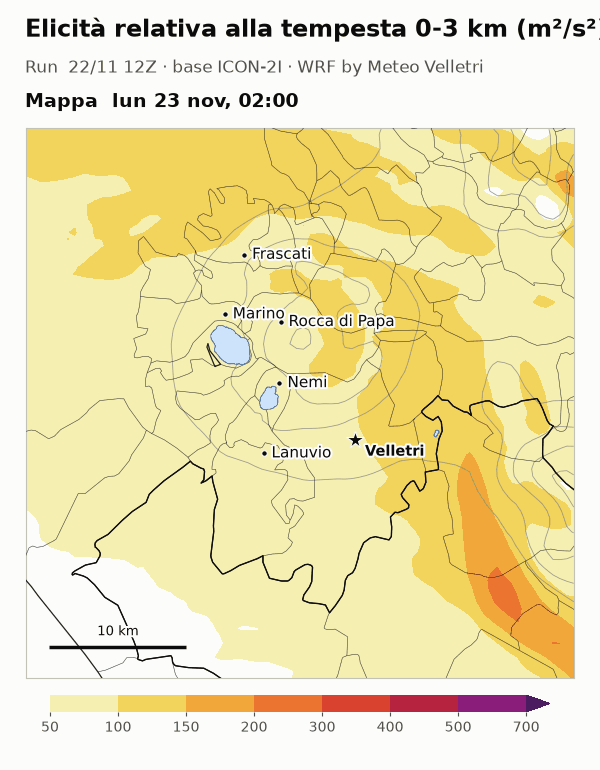 Elicità relativa alla tempesta 0-3 km (m²/s²)
Run  22/11 12Z · base ICON-2I · WRF by Meteo Velletri
Mappa  lun 23 nov, 02:00
Frascati
Marino
Rocca di Papa
Nemi
Velletri
Lanuvio
10 km
50 100 150 200 300 400 500 700